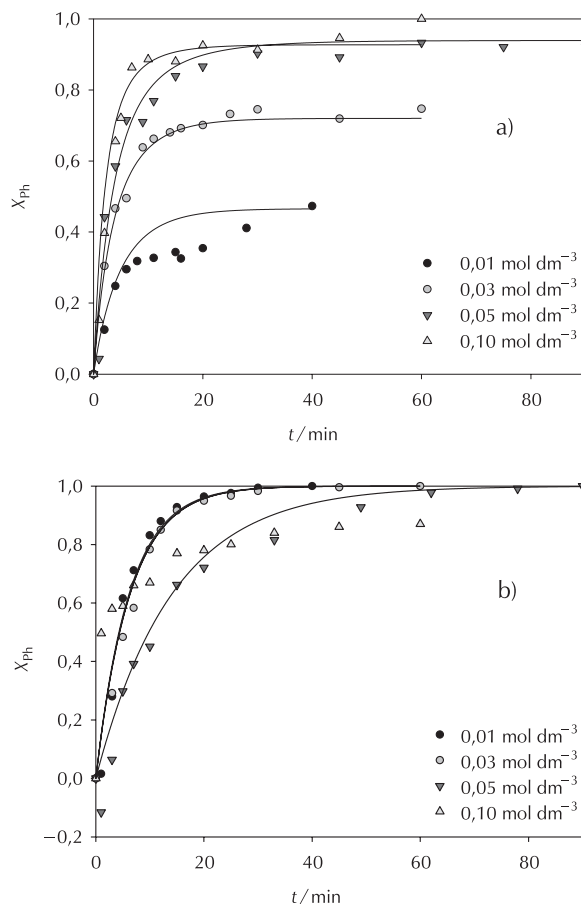 1,0
0,8
0,6
0,4
0,2
0,0
X_Ph
a)
0,01 mol dm⁻³
0,03 mol dm⁻³
0,05 mol dm⁻³
0,10 mol dm⁻³
0 20 40 60 80
t / min
1,0
0,8
0,6
0,4
0,2
0,0
−0,2
X_Ph
b)
0,01 mol dm⁻³
0,03 mol dm⁻³
0,05 mol dm⁻³
0,10 mol dm⁻³
0 20 40 60 80
t / min